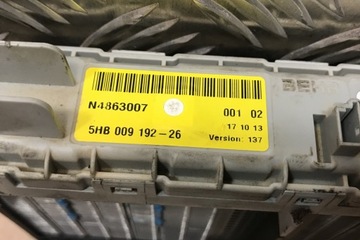 N4863007 001 02
17 10 13
5HB 009 192-26 Version: 137